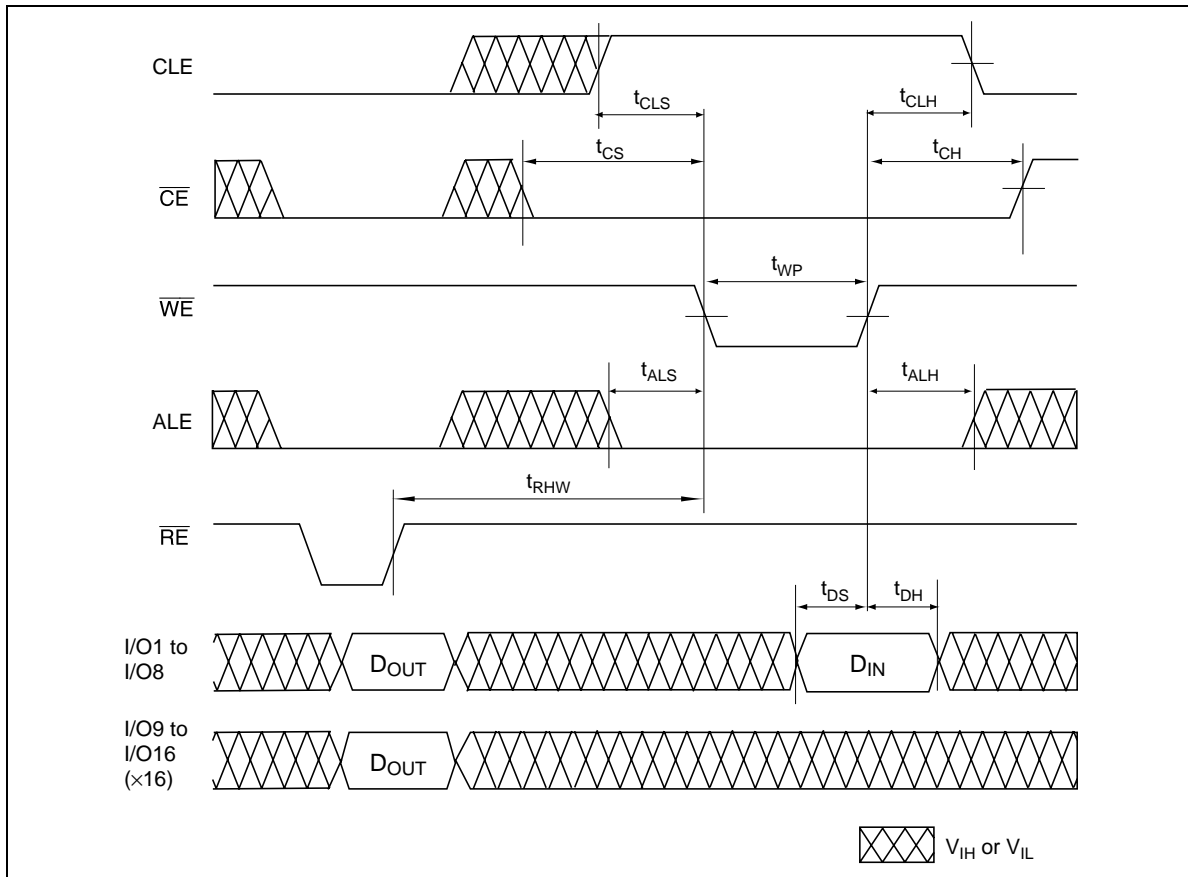 CLE
tCLS
tCLH
tCS
tCH
CE
tWP
WE
tALS
tALH
ALE
tRHW
RE
tDS
tDH
I/O1 to
I/O8
DOUT
DIN
I/O9 to
I/O16
(×16)
DOUT
VIH or VIL